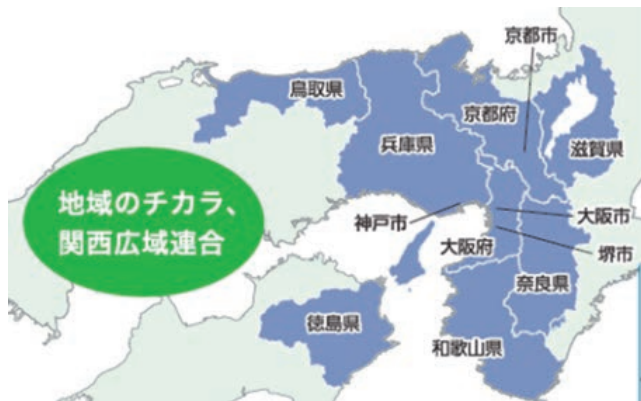 京都市
鳥取県
京都府
兵庫県
滋賀県
地域のチカラ、
関西広域連合
神戸市
大阪市
大阪府
堺市
奈良県
徳島県
和歌山県